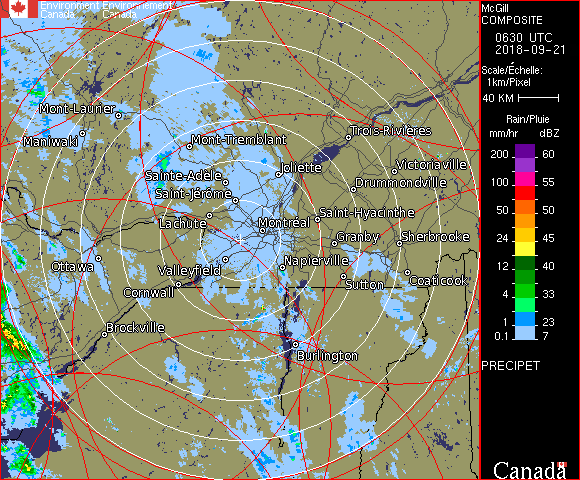 Environment Environnement
Canada Canada
McGill
COMPOSITE
0630 UTC
2018-09-21
Scale/Échelle:
1km/Pixel
40 KM
Rain/Pluie
mm/hr dBZ
200 60
100 55
50 50
24 45
12 40
4 33
1 23
0.1 7
PRECIPET
Canada
Mont-Laurier
Maniwaki
Mont-Tremblant
Trois-Rivières
Sainte-Adèle
Joliette
Victoriaville
Saint-Jérôme
Drummondville
Lachute
Montréal
Saint-Hyacinthe
Granby
Sherbrooke
Ottawa
Valleyfield
Napierville
Cornwall
Sutton
Coaticook
Brockville
Burlington